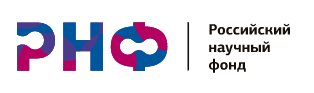 РНФ
Российский
научный
фонд